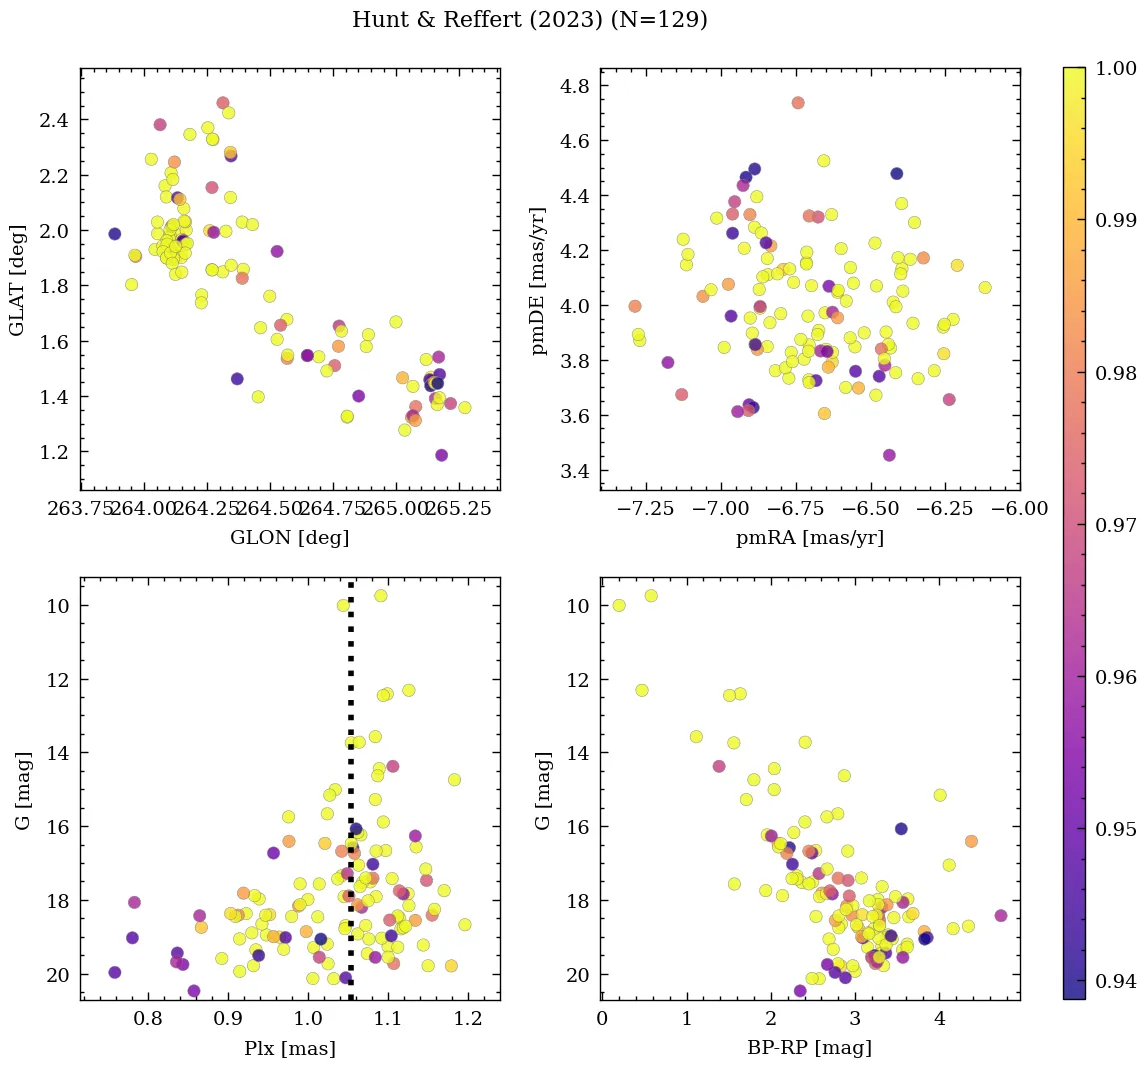 Hunt & Reffert (2023) (N=129)
2.4
2.2
2.0
1.8
1.6
1.4
1.2
GLAT [deg]
263.75 264.00 264.25 264.50 264.75 265.00 265.25
GLON [deg]
4.8
4.6
4.4
4.2
4.0
3.8
3.6
3.4
pmDE [mas/yr]
−7.25 −7.00 −6.75 −6.50 −6.25 −6.00
pmRA [mas/yr]
10
12
14
16
18
20
G [mag]
0.8 0.9 1.0 1.1 1.2
Plx [mas]
10
12
14
16
18
20
G [mag]
0 1 2 3 4
BP-RP [mag]
1.00
0.99
0.98
0.97
0.96
0.95
0.94